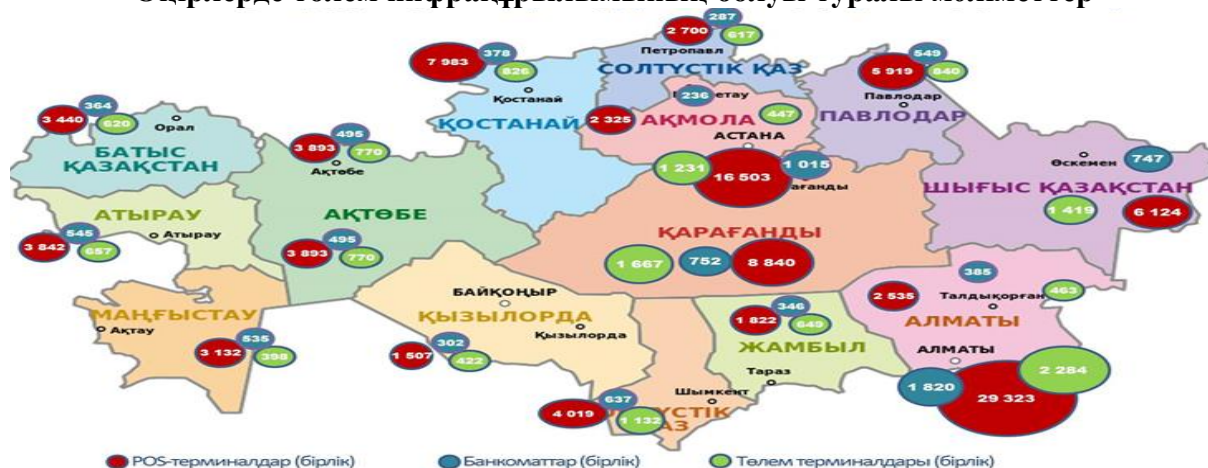 Өңірлерде төлем инфрақұрылымының болуы туралы мәліметтер
287
2 700
617
Петропавл
СОЛТҮСТІК ҚАЗ
378
7 983
826
Қостанай
ҚОСТАНАЙ
549
5 919
840
Павлодар
ПАВЛОДАР
236
2 325
447
АҚМОЛА
АСТАНА
364
3 440
620
Орал
БАТЫС
ҚАЗАҚСТАН
495
3 893
770
Ақтөбе
АҚТӨБЕ
495
3 893
770
1 231
16 503
1 015
Өскемен
747
ШЫҒЫС ҚАЗАҚСТАН
1 419
6 124
АТЫРАУ
Атырау
545
3 842
657
ҚАРАҒАНДЫ
1 667
752
8 840
МАҢҒЫСТАУ
Ақтау
535
3 132
398
БАЙҚОҢЫР
ҚЫЗЫЛОРДА
Қызылорда
302
1 507
422
346
1 822
649
ЖАМБЫЛ
Тараз
385
2 535
463
Талдықорған
АЛМАТЫ
АЛМАТЫ
1 820
29 323
2 284
Шымкент
637
4 019
1 132
POS-терминалдар (бірлік) Банкоматтар (бірлік) Төлем терминалдары (бірлік)